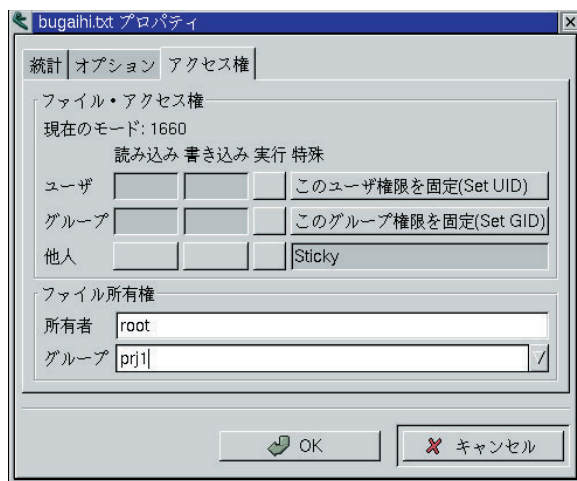 bugaihi.txt プロパティ
統計 オプション アクセス権
ファイル・アクセス権
現在のモード: 1660
読み込み 書き込み 実行 特殊
ユーザ このユーザ権限を固定(Set UID)
グループ このグループ権限を固定(Set GID)
他人 Sticky
ファイル所有権
所有者 root
グループ prj1
OK キャンセル